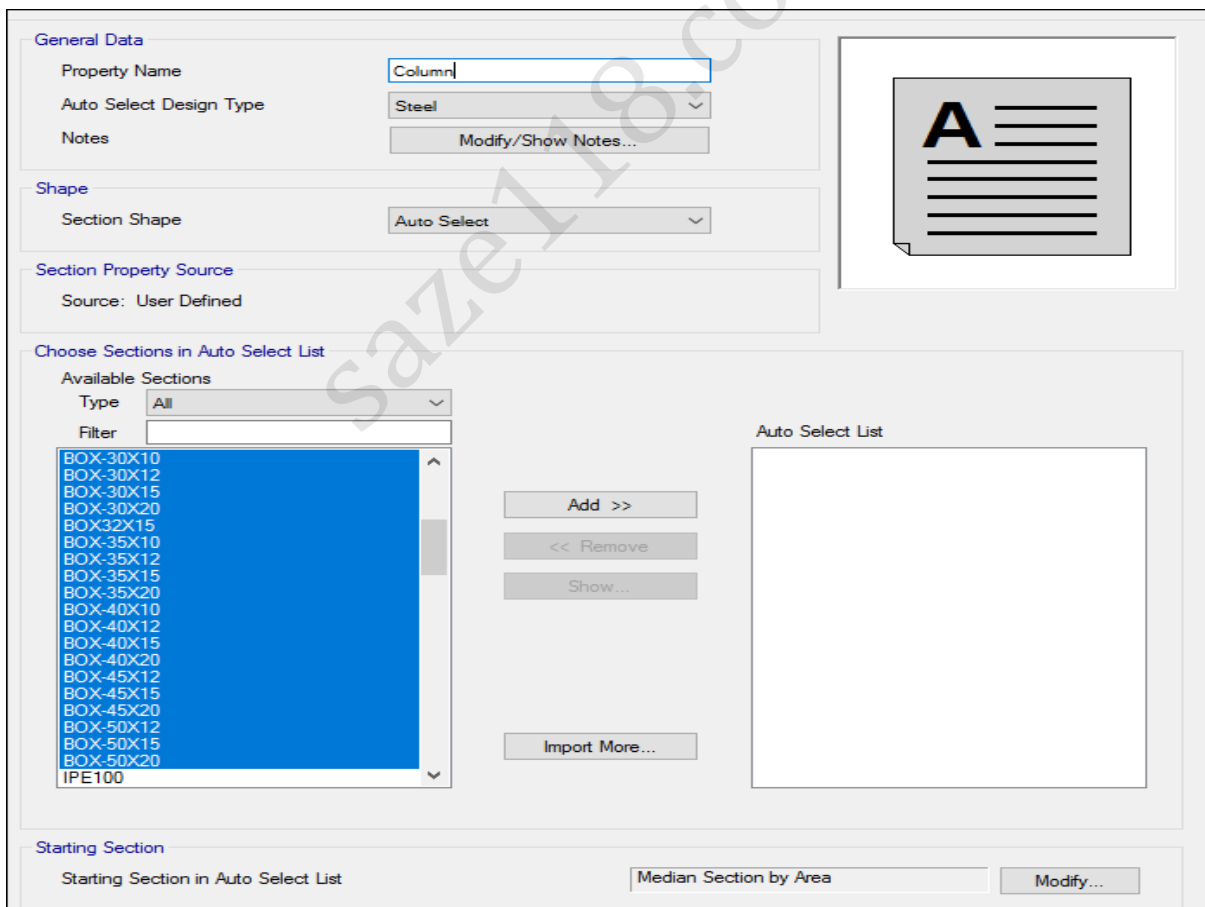 General Data
Property Name
Column
Auto Select Design Type
Steel
Notes
Modify/Show Notes...
A
Shape
Section Shape
Auto Select
Section Property Source
Source: User Defined
Choose Sections in Auto Select List
Available Sections
Type
All
Filter
BOX-30X10
BOX-30X12
BOX-30X15
BOX-30X20
BOX32X15
BOX-35X10
BOX-35X12
BOX-35X15
BOX-35X20
BOX-40X10
BOX-40X12
BOX-40X15
BOX-40X20
BOX-45X12
BOX-45X15
BOX-45X20
BOX-50X12
BOX-50X15
BOX-50X20
IPE100
Add >>
<< Remove
Show...
Import More...
Auto Select List
Starting Section
Starting Section in Auto Select List
Median Section by Area
Modify...
saze118.co